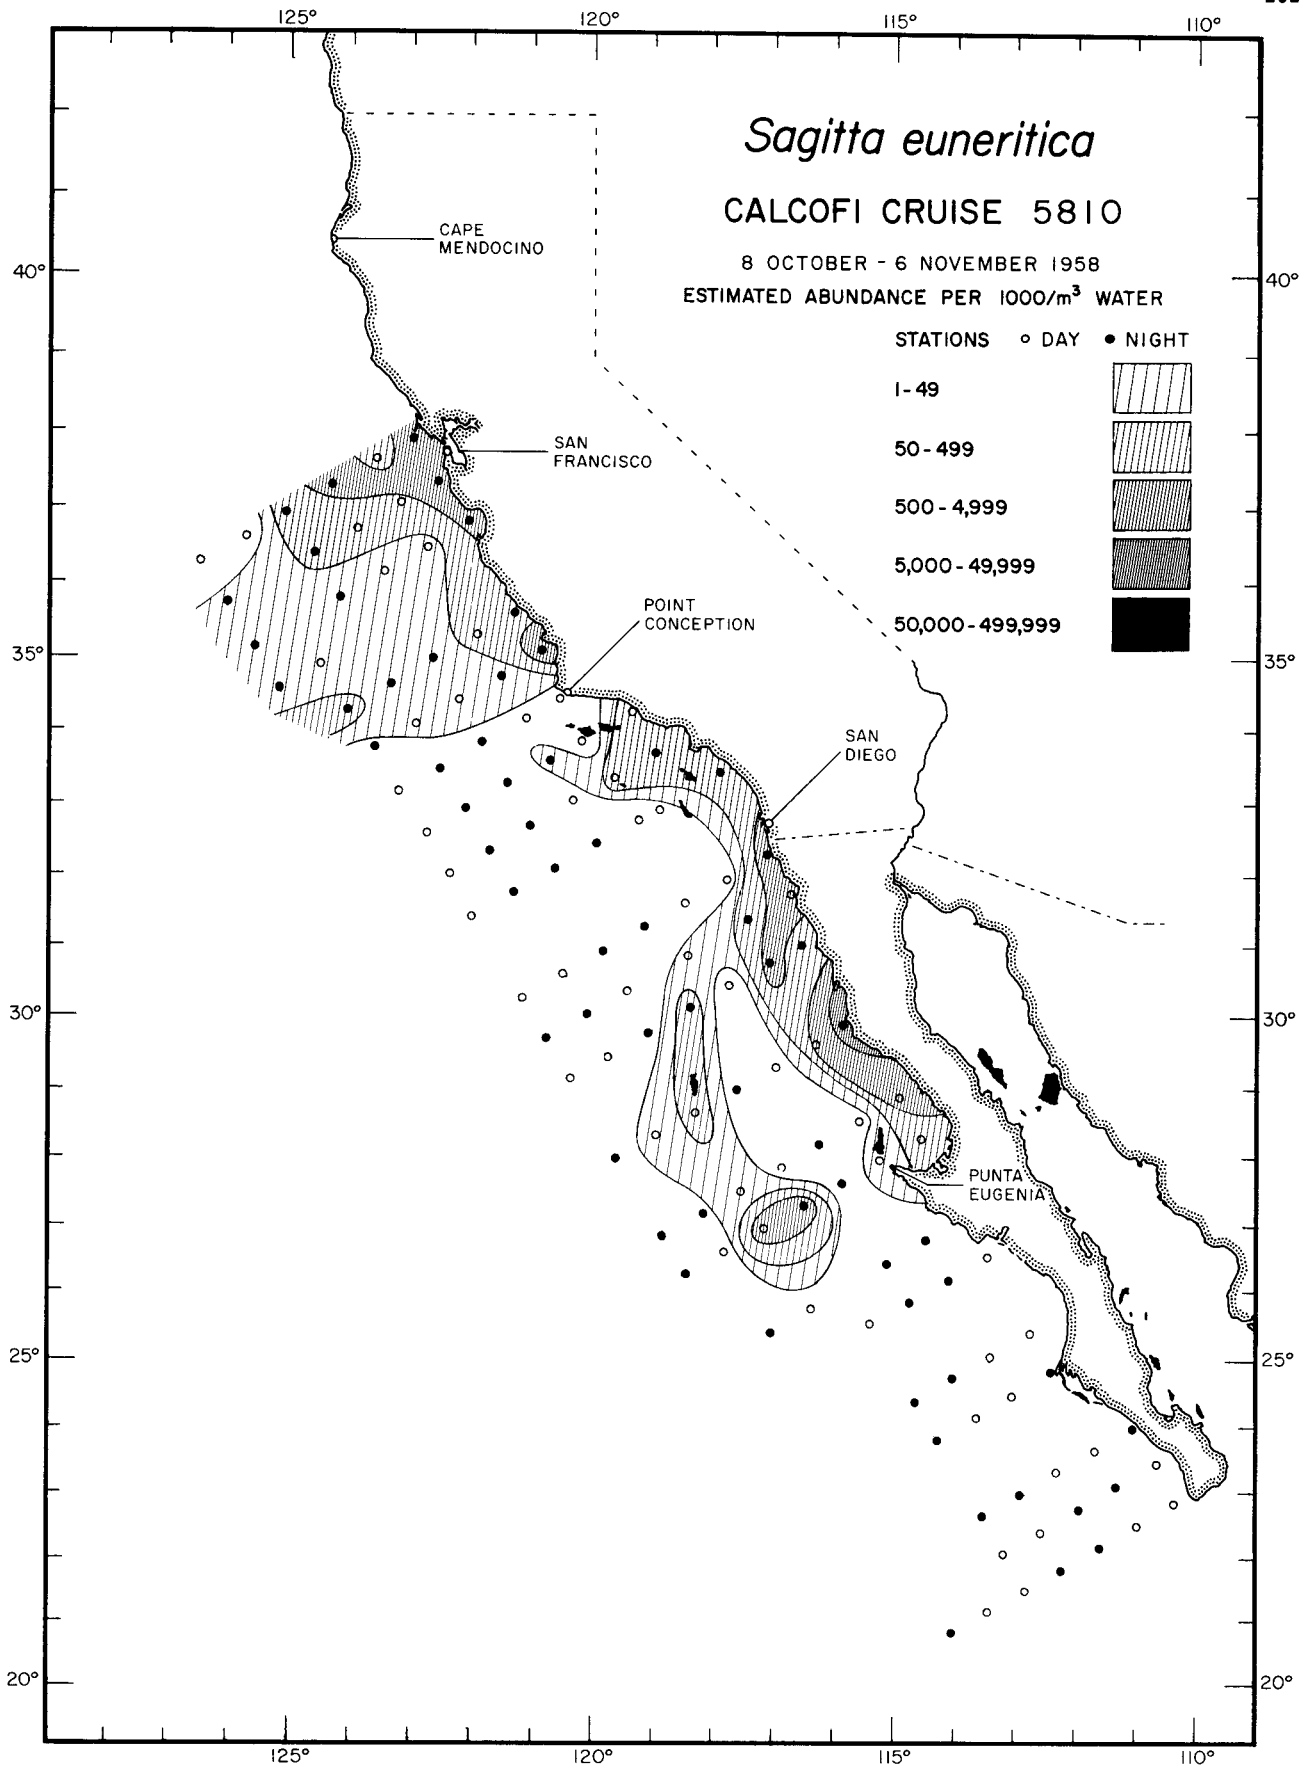 125° 120° 115° 110°
Sagitta euneritica
CALCOFI CRUISE 5810
8 OCTOBER - 6 NOVEMBER 1958
ESTIMATED ABUNDANCE PER 1000/m³ WATER
STATIONS ○ DAY ● NIGHT
1-49
50-499
500-4,999
5,000-49,999
50,000-499,999
CAPE
MENDOCINO
40° 40°
SAN
FRANCISCO
POINT
CONCEPTION
35° 35°
SAN
DIEGO
30° 30°
PUNTA
EUGENIA
25° 25°
20° 20°
125° 120° 115° 110°